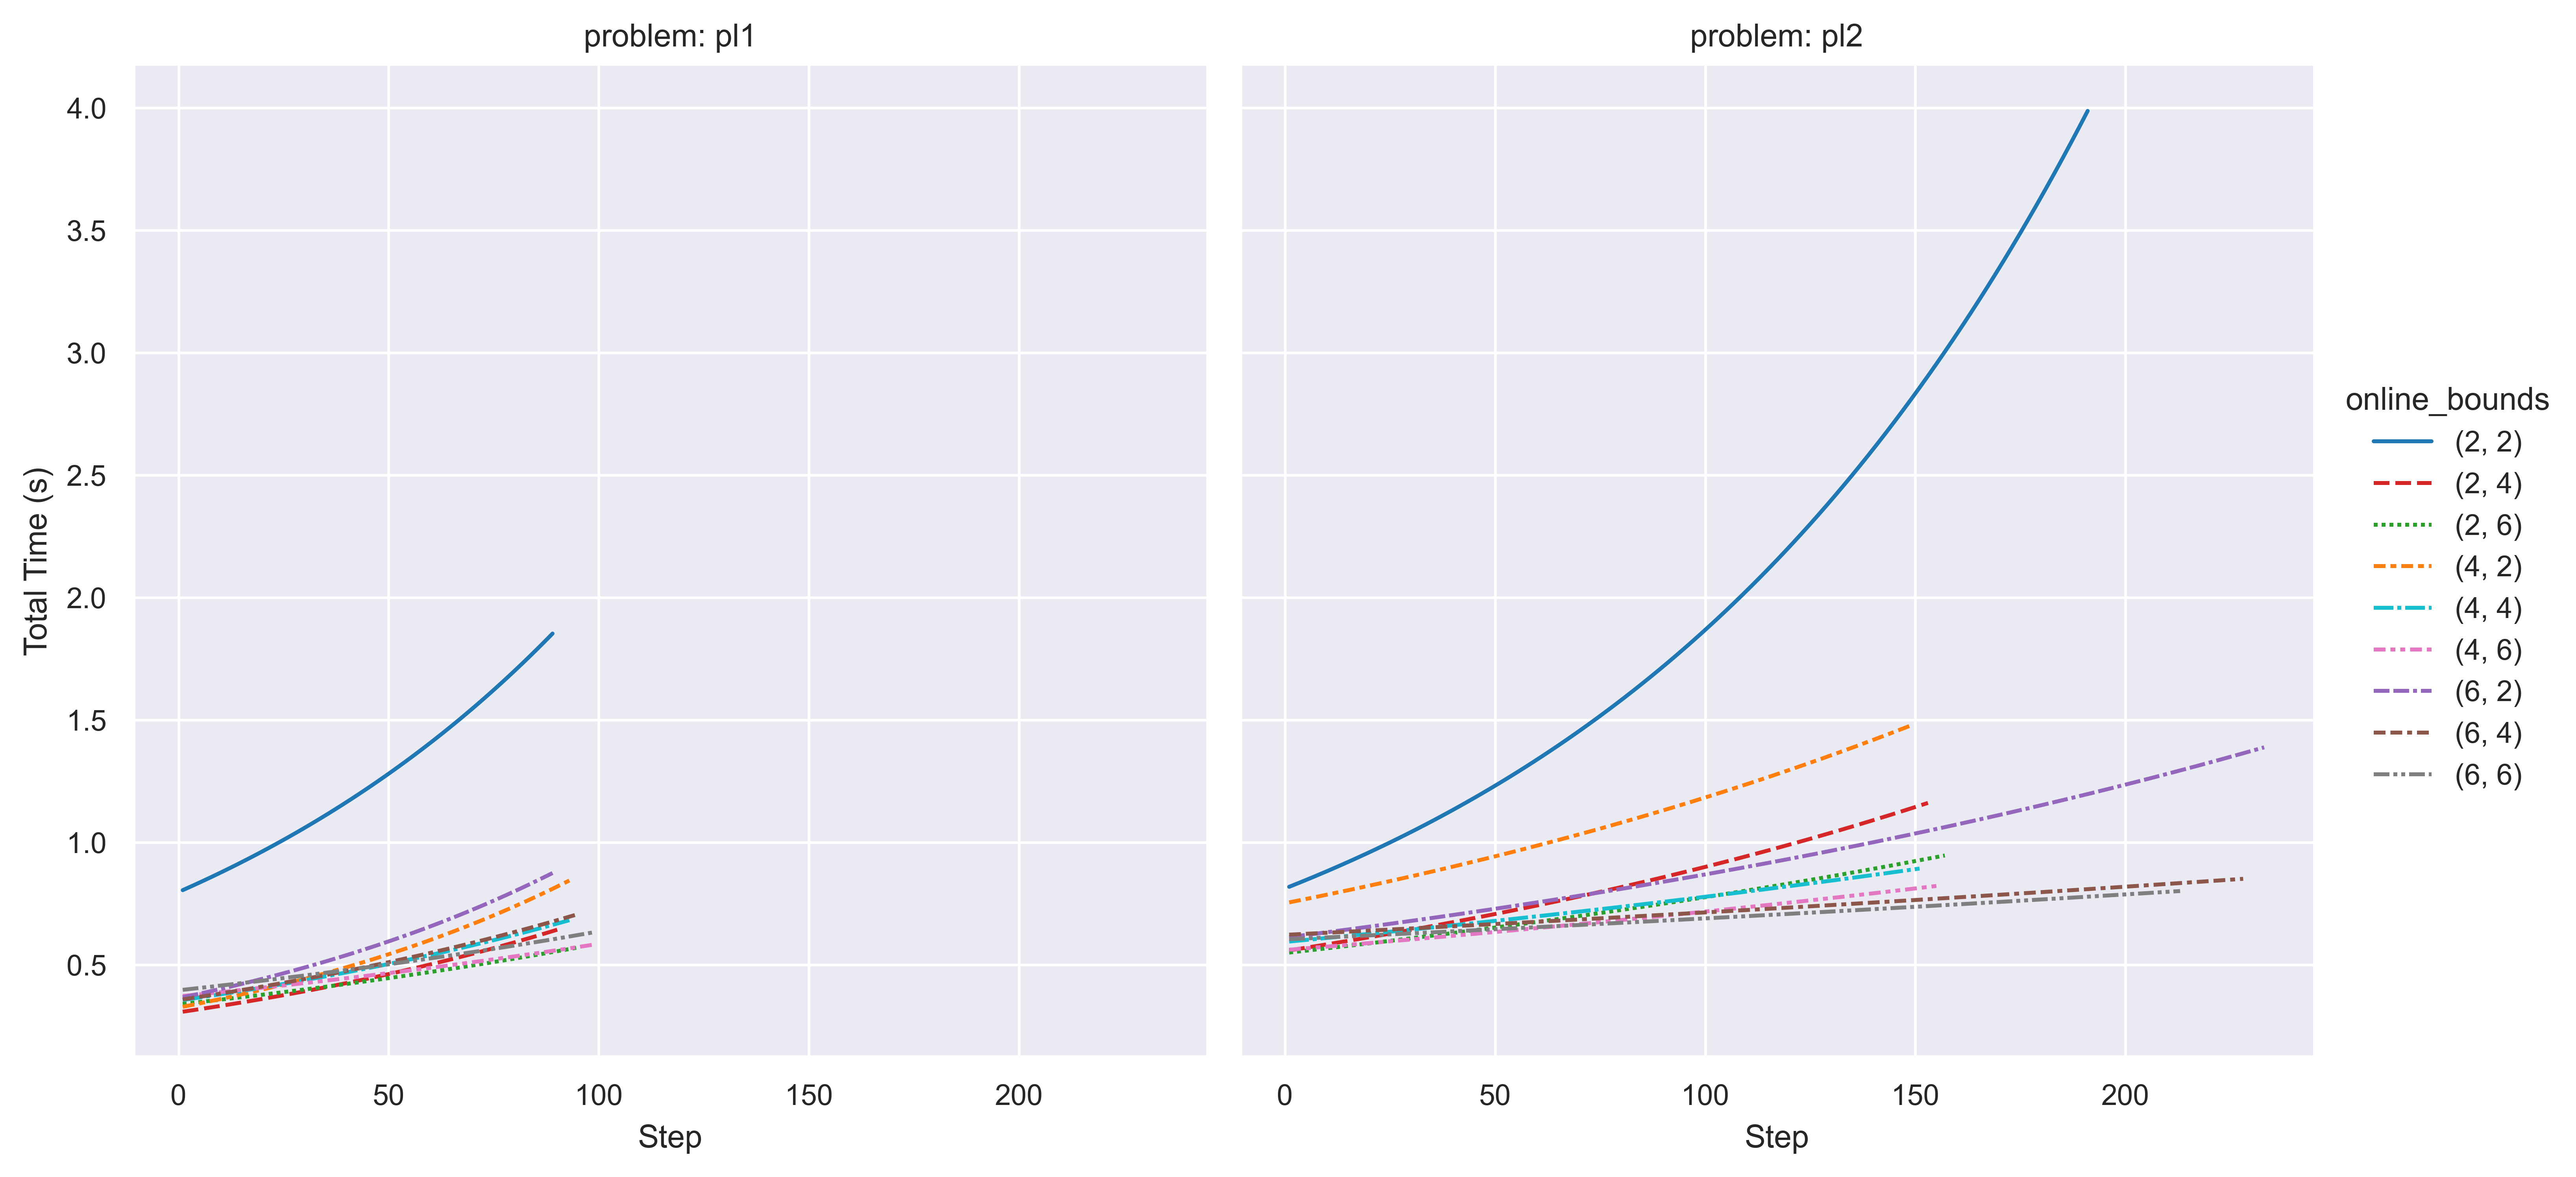 problem: pl1
problem: pl2
Total Time (s)
4.0
3.5
3.0
2.5
2.0
1.5
1.0
0.5
0 50 100 150 200
0 50 100 150 200
Step
Step
online_bounds
(2, 2)
(2, 4)
(2, 6)
(4, 2)
(4, 4)
(4, 6)
(6, 2)
(6, 4)
(6, 6)